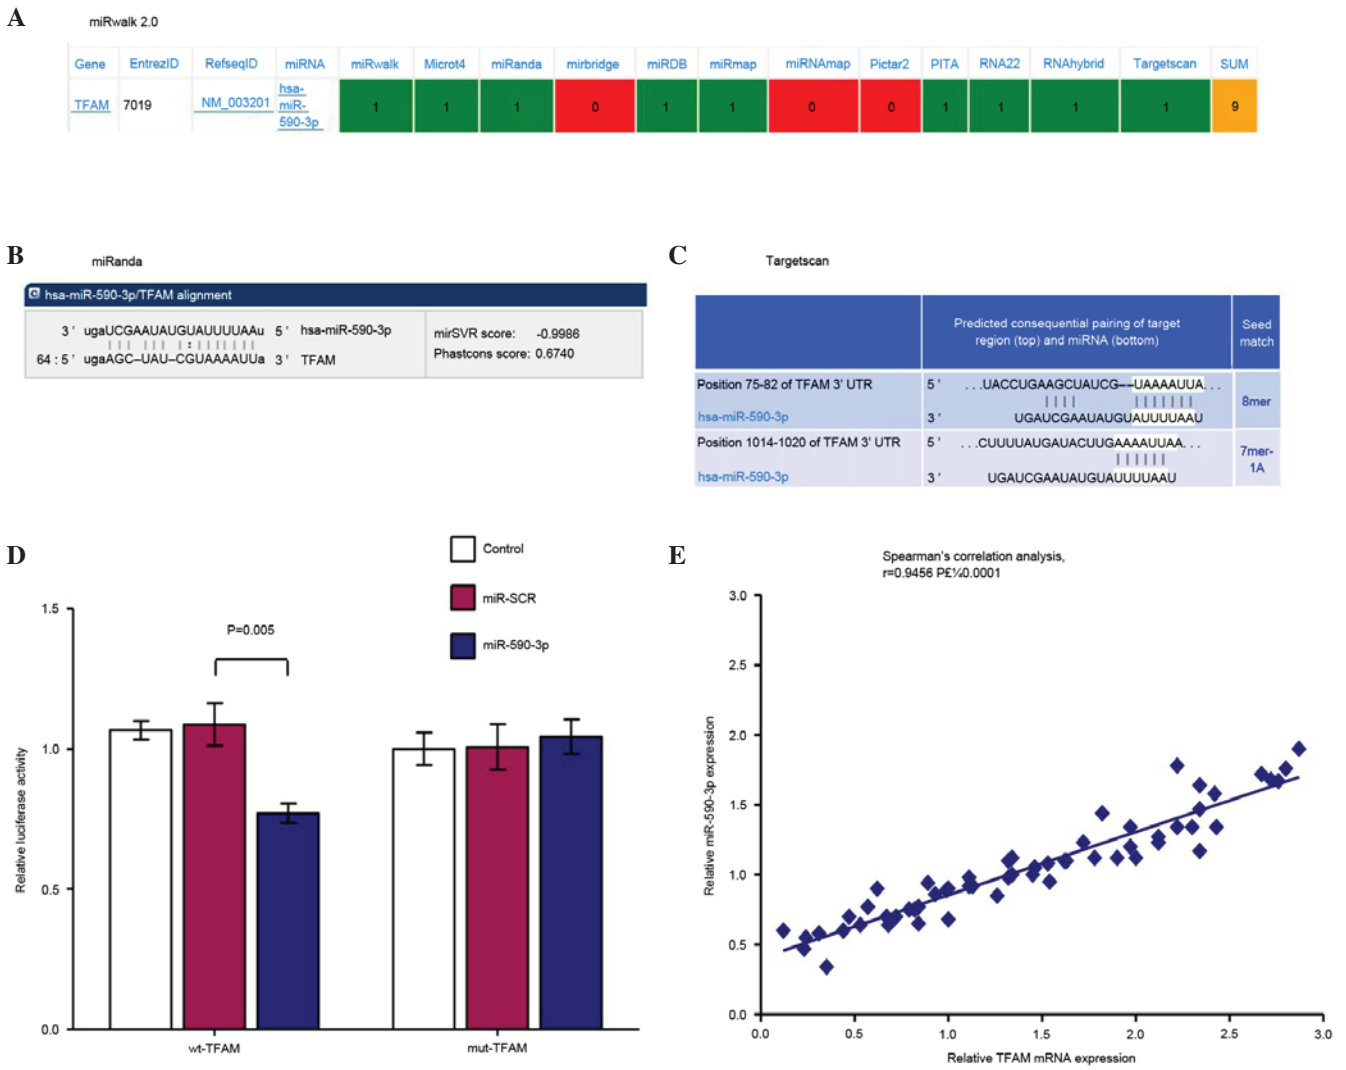 A
miRwalk 2.0
Gene EntrezID RefseqID miRNA miRwalk Microt4 miRanda mirbridge miRDB miRmap miRNAmap Pictar2 PITA RNA22 RNAhybrid Targetscan SUM
TFAM 7019 NM_003201 hsa-miR-590-3p 1 1 1 0 1 1 0 0 1 1 1 1 9
B
miRanda
hsa-miR-590-3p/TFAM alignment
3' ugaUCGAAUAUGUAUUUUAAu 5' hsa-miR-590-3p
||| ||| |:|||||||
64 : 5' ugaAGC–UAU–CGUAAAAUUa 3' TFAM
mirSVR score: -0.9986
Phastcons score: 0.6740
C
Targetscan
Predicted consequential pairing of target
region (top) and miRNA (bottom)
Seed
match
Position 75-82 of TFAM 3' UTR 5' ...UACCUGAAGCUAUCG––UAAAAUUA...
|||| |||||||
hsa-miR-590-3p 3' UGAUCGAAUAUGUAUUUUAAU
8mer
Position 1014-1020 of TFAM 3' UTR 5' ...CUUUUAUGAUACUUGAAAAUUAA...
||||||
hsa-miR-590-3p 3' UGAUCGAAUAUGUAUUUUAAU
7mer-
1A
D
Control
miR-SCR
miR-590-3p
P=0.005
Relative luciferase activity
1.5
1.0
0.5
0.0
wt-TFAM mut-TFAM
E
Spearman's correlation analysis,
r=0.9456 P£¼0.0001
Relative miR-590-3p expression
3.0
2.5
2.0
1.5
1.0
0.5
0.0
0.0 0.5 1.0 1.5 2.0 2.5 3.0
Relative TFAM mRNA expression